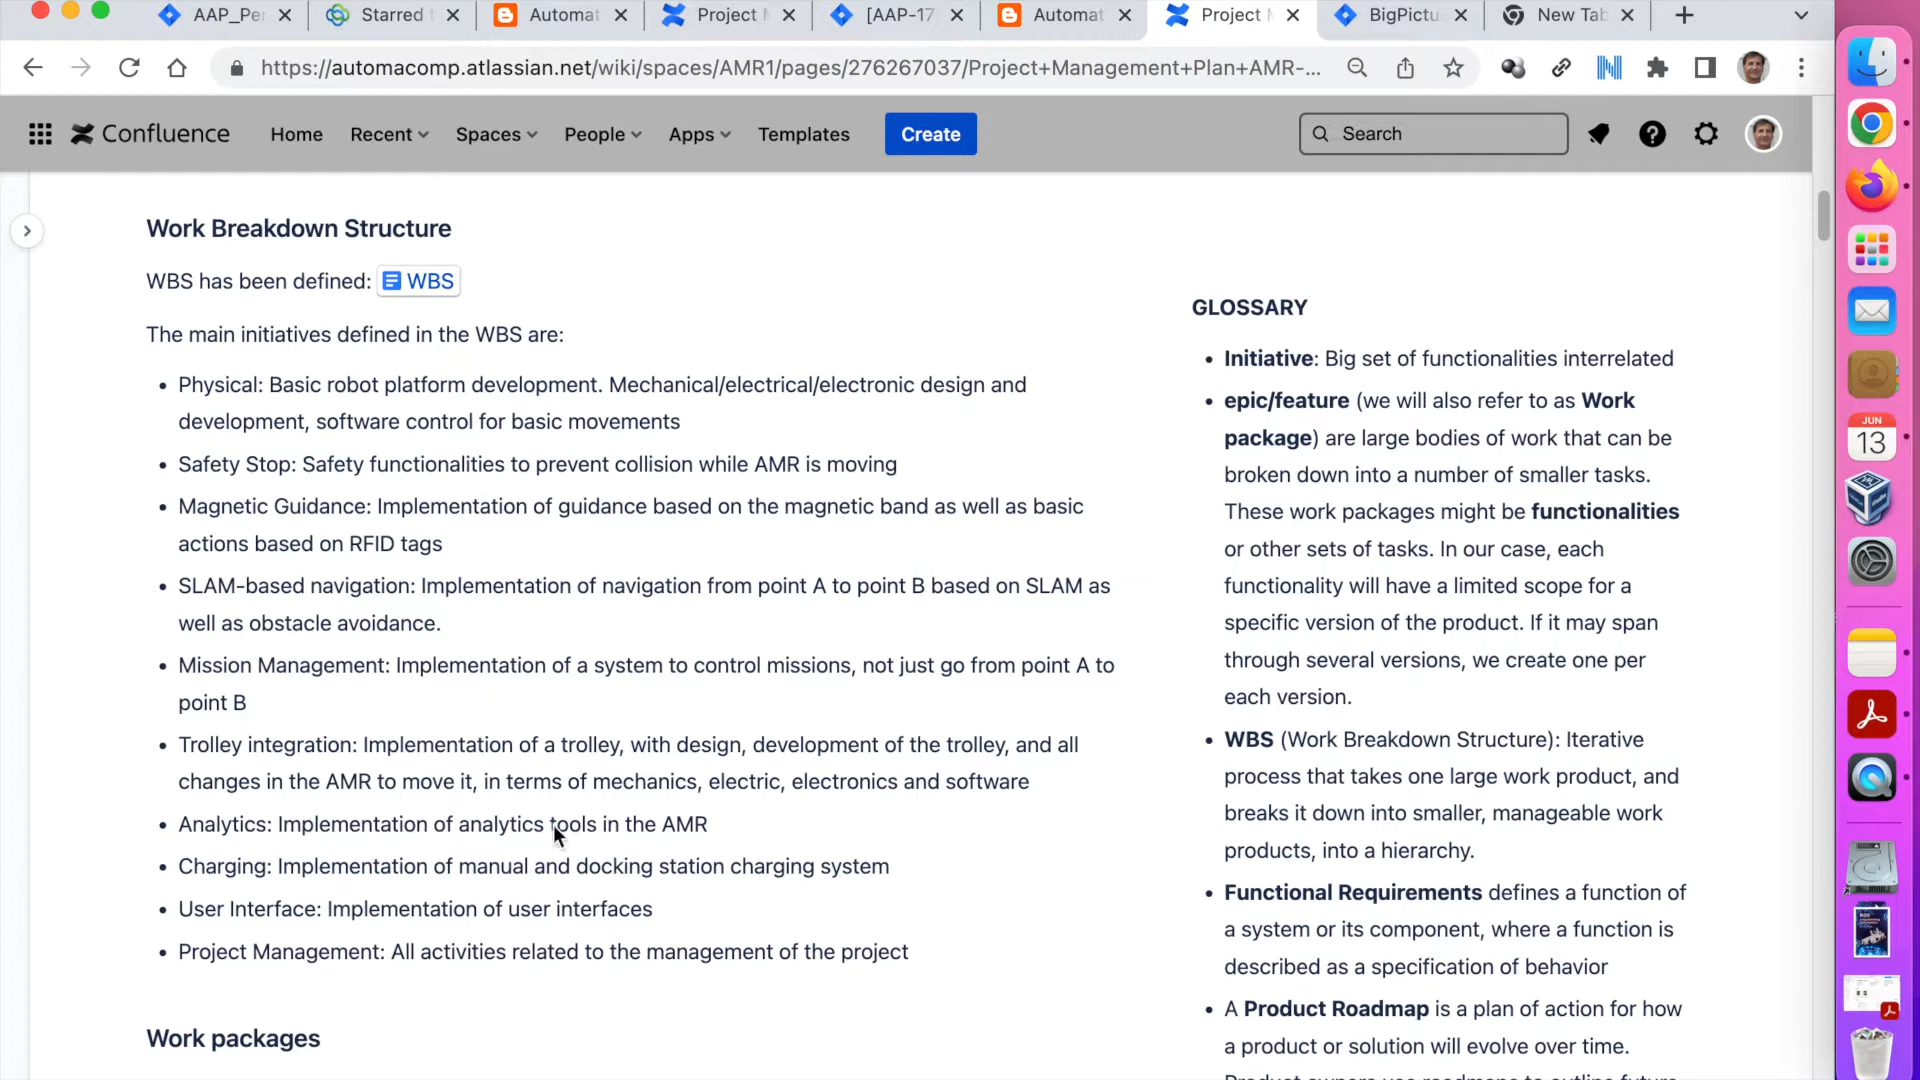 AAP_Pe
Starred
Automat
Project
[AAP-17
Automat
Project
BigPictu
New Tab
https://automacomp.atlassian.net/wiki/spaces/AMR1/pages/276267037/Project+Management+Plan+AMR-...
Confluence
Home
Recent
Spaces
People
Apps
Templates
Create
Search
Work Breakdown Structure
WBS has been defined: WBS
The main initiatives defined in the WBS are:
• Physical: Basic robot platform development. Mechanical/electrical/electronic design and
development, software control for basic movements
• Safety Stop: Safety functionalities to prevent collision while AMR is moving
• Magnetic Guidance: Implementation of guidance based on the magnetic band as well as basic
actions based on RFID tags
• SLAM-based navigation: Implementation of navigation from point A to point B based on SLAM as
well as obstacle avoidance.
• Mission Management: Implementation of a system to control missions, not just go from point A to
point B
• Trolley integration: Implementation of a trolley, with design, development of the trolley, and all
changes in the AMR to move it, in terms of mechanics, electric, electronics and software
• Analytics: Implementation of analytics tools in the AMR
• Charging: Implementation of manual and docking station charging system
• User Interface: Implementation of user interfaces
• Project Management: All activities related to the management of the project
Work packages
GLOSSARY
• Initiative: Big set of functionalities interrelated
• epic/feature (we will also refer to as Work
package) are large bodies of work that can be
broken down into a number of smaller tasks.
These work packages might be functionalities
or other sets of tasks. In our case, each
functionality will have a limited scope for a
specific version of the product. If it may span
through several versions, we create one per
each version.
• WBS (Work Breakdown Structure): Iterative
process that takes one large work product, and
breaks it down into smaller, manageable work
products, into a hierarchy.
• Functional Requirements defines a function of
a system or its component, where a function is
described as a specification of behavior
• A Product Roadmap is a plan of action for how
a product or solution will evolve over time.
Product owners use roadmaps to outline future
JUN
13